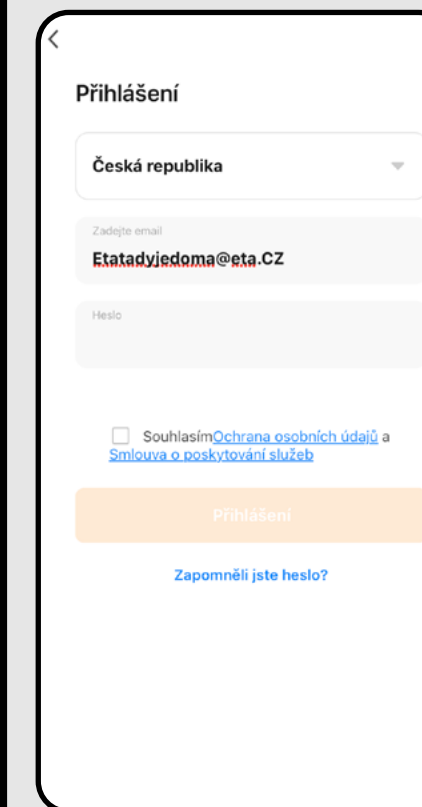 Přihlášení
Česká republika
Zadejte email
Etatadyjedoma@eta.CZ
Heslo
SouhlasímOchrana osobních údajů a
Smlouva o poskytování služeb
Přihlášení
Zapomněli jste heslo?